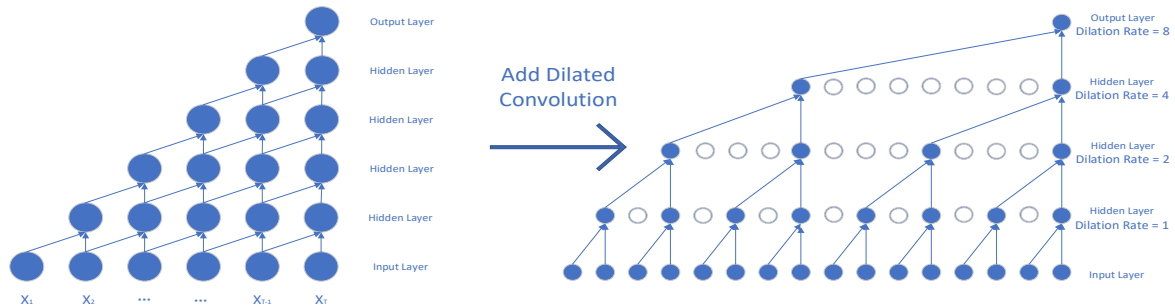 Output Layer
Hidden Layer
Hidden Layer
Hidden Layer
Hidden Layer
Input Layer
X₁ X₂ ... ... X_T-1 X_T
Add Dilated
Convolution
Output Layer
Dilation Rate = 8
Hidden Layer
Dilation Rate = 4
Hidden Layer
Dilation Rate = 2
Hidden Layer
Dilation Rate = 1
Input Layer